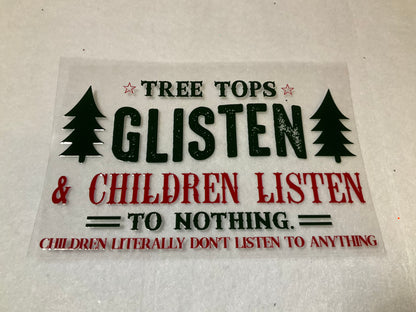 TREE TOPS
GLISTEN
& CHILDREN LISTEN
TO NOTHING.
CHILDREN LITERALLY DON'T LISTEN TO ANYTHING